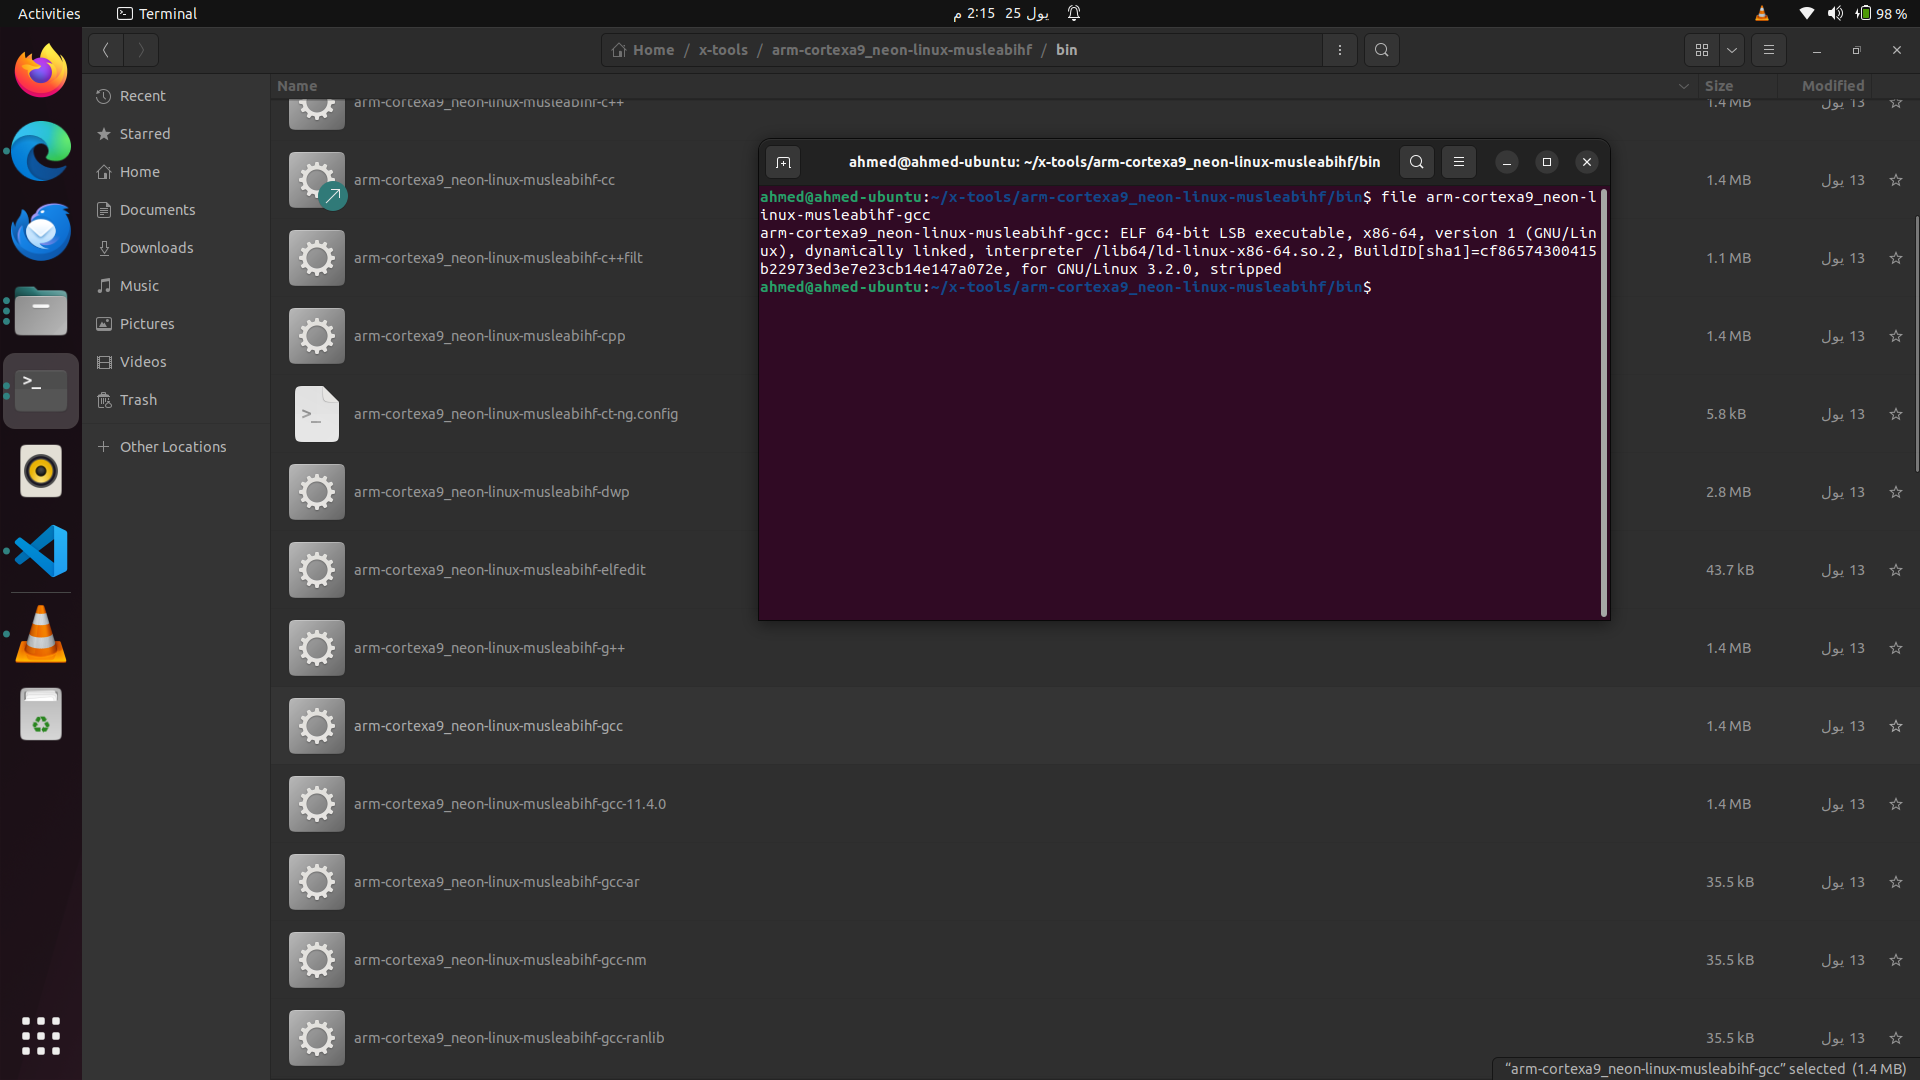 Activities
Terminal
يول 25 2:15 م
98 %
Home / x-tools / arm-cortexa9_neon-linux-musleabihf / bin
Recent
Starred
Home
Documents
Downloads
Music
Pictures
Videos
Trash
Other Locations
Name Size Modified
arm-cortexa9_neon-linux-musleabihf-c++ 1.4 MB 13 يول
arm-cortexa9_neon-linux-musleabihf-cc 1.4 MB 13 يول
arm-cortexa9_neon-linux-musleabihf-c++filt 1.1 MB 13 يول
arm-cortexa9_neon-linux-musleabihf-cpp 1.4 MB 13 يول
arm-cortexa9_neon-linux-musleabihf-ct-ng.config 5.8 kB 13 يول
arm-cortexa9_neon-linux-musleabihf-dwp 2.8 MB 13 يول
arm-cortexa9_neon-linux-musleabihf-elfedit 43.7 kB 13 يول
arm-cortexa9_neon-linux-musleabihf-g++ 1.4 MB 13 يول
arm-cortexa9_neon-linux-musleabihf-gcc 1.4 MB 13 يول
arm-cortexa9_neon-linux-musleabihf-gcc-11.4.0 1.4 MB 13 يول
arm-cortexa9_neon-linux-musleabihf-gcc-ar 35.5 kB 13 يول
arm-cortexa9_neon-linux-musleabihf-gcc-nm 35.5 kB 13 يول
arm-cortexa9_neon-linux-musleabihf-gcc-ranlib 35.5 kB 13 يول
"arm-cortexa9_neon-linux-musleabihf-gcc" selected (1.4 MB)
ahmed@ahmed-ubuntu: ~/x-tools/arm-cortexa9_neon-linux-musleabihf/bin
ahmed@ahmed-ubuntu:~/x-tools/arm-cortexa9_neon-linux-musleabihf/bin$ file arm-cortexa9_neon-l
inux-musleabihf-gcc
arm-cortexa9_neon-linux-musleabihf-gcc: ELF 64-bit LSB executable, x86-64, version 1 (GNU/Lin
ux), dynamically linked, interpreter /lib64/ld-linux-x86-64.so.2, BuildID[sha1]=cf86574300415
b22973ed3e7e23cb14e147a072e, for GNU/Linux 3.2.0, stripped
ahmed@ahmed-ubuntu:~/x-tools/arm-cortexa9_neon-linux-musleabihf/bin$